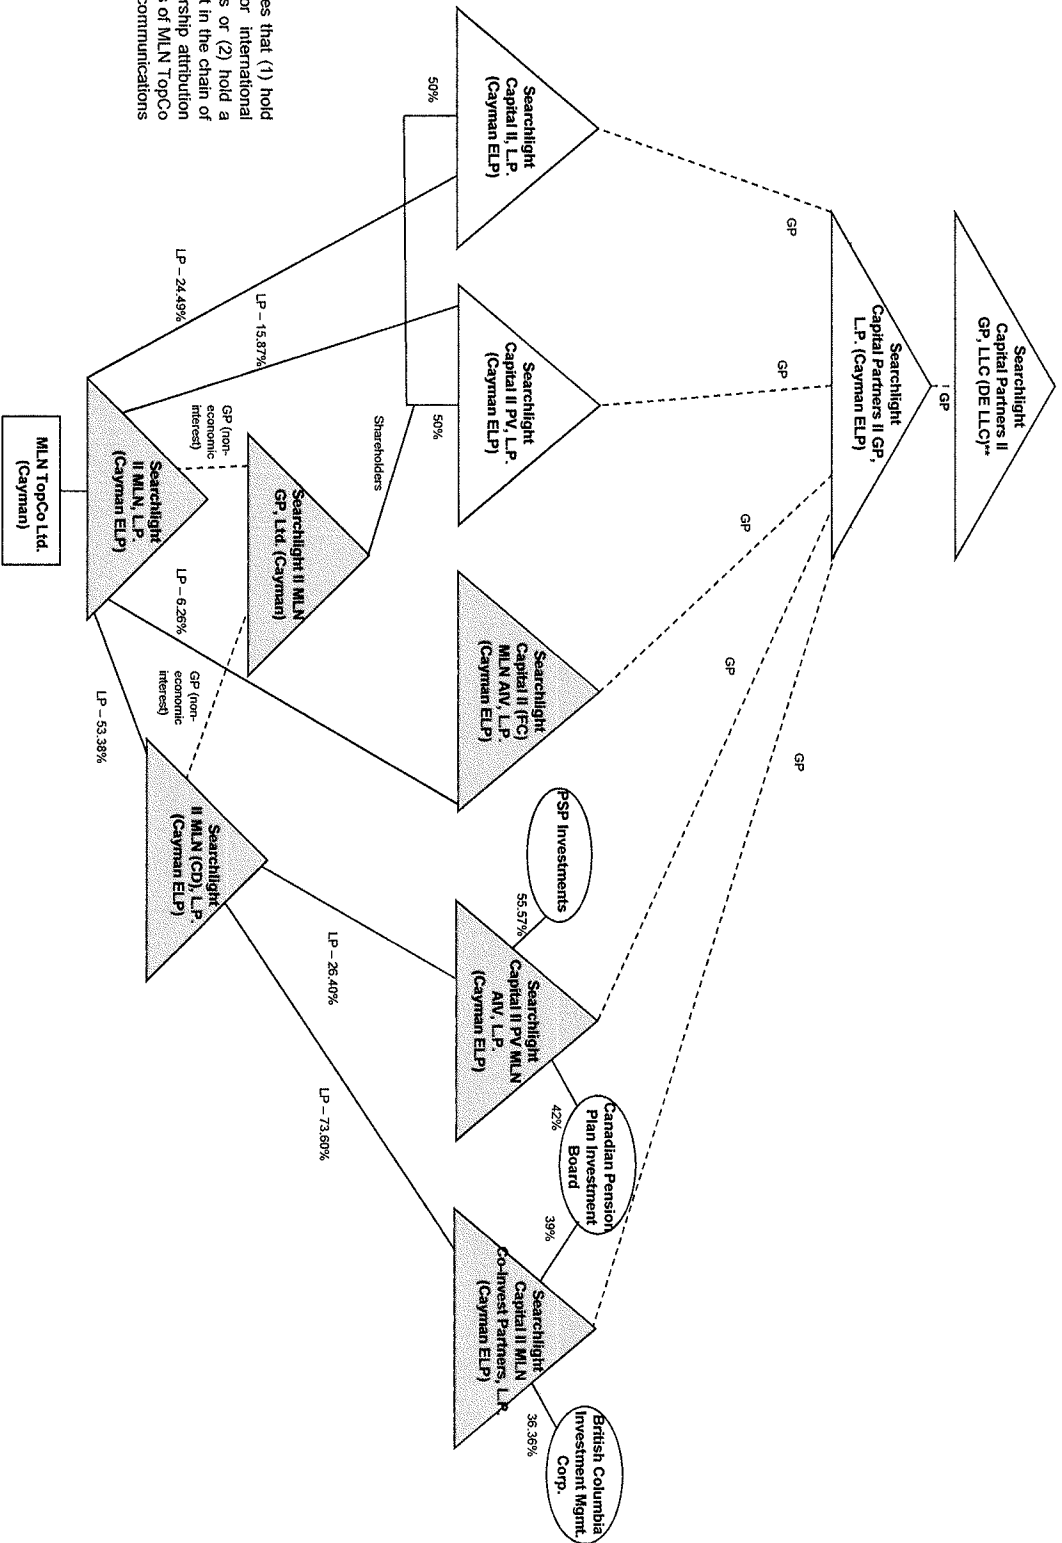 Searchlight
Capital Partners II
GP, LLC (DE LLC)**
GP
Searchlight
Capital Partners II GP,
L.P. (Cayman ELP)
GP
GP
GP
GP
GP
Searchlight
Capital II, L.P.
(Cayman ELP)
Searchlight
Capital II PV, L.P.
(Cayman ELP)
Searchlight
Capital II (FC)
MLN AIV, L.P.
(Cayman ELP)
PSP Investments
55.57%
Searchlight
Capital II PV MLN
AIV, L.P.
(Cayman ELP)
42%
Canadian Pension
Plan Investment
Board
39%
Searchlight
Capital II MLN
Co-Invest Partners, L.P.
(Cayman ELP)
British Columbia
Investment Mgmt.
Corp.
36.36%
50%
50%
Shareholders
Searchlight II MLN
GP, Ltd. (Cayman)
LP – 24.49%
LP – 15.87%
GP (non-
economic
interest)
LP – 6.26%
GP (non-
economic
interest)
LP – 26.40%
LP – 73.60%
Searchlight
II MLN (CD), L.P.
(Cayman ELP)
LP – 53.38%
Searchlight
II MLN, L.P.
(Cayman ELP)
MLN TopCo Ltd.
(Cayman)
es that (1) hold
or international
s or (2) hold a
t in the chain of
rship attribution
s of MLN TopCo
communications